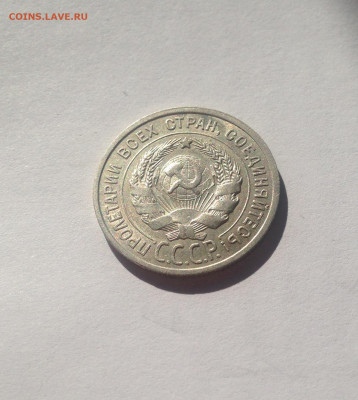 COINS.LAVE.RU
ПРОЛЕТАРИИ ВСЕХ СТРАН, СОЕДИНЯЙТЕСЬ!
С.С.С.Р.